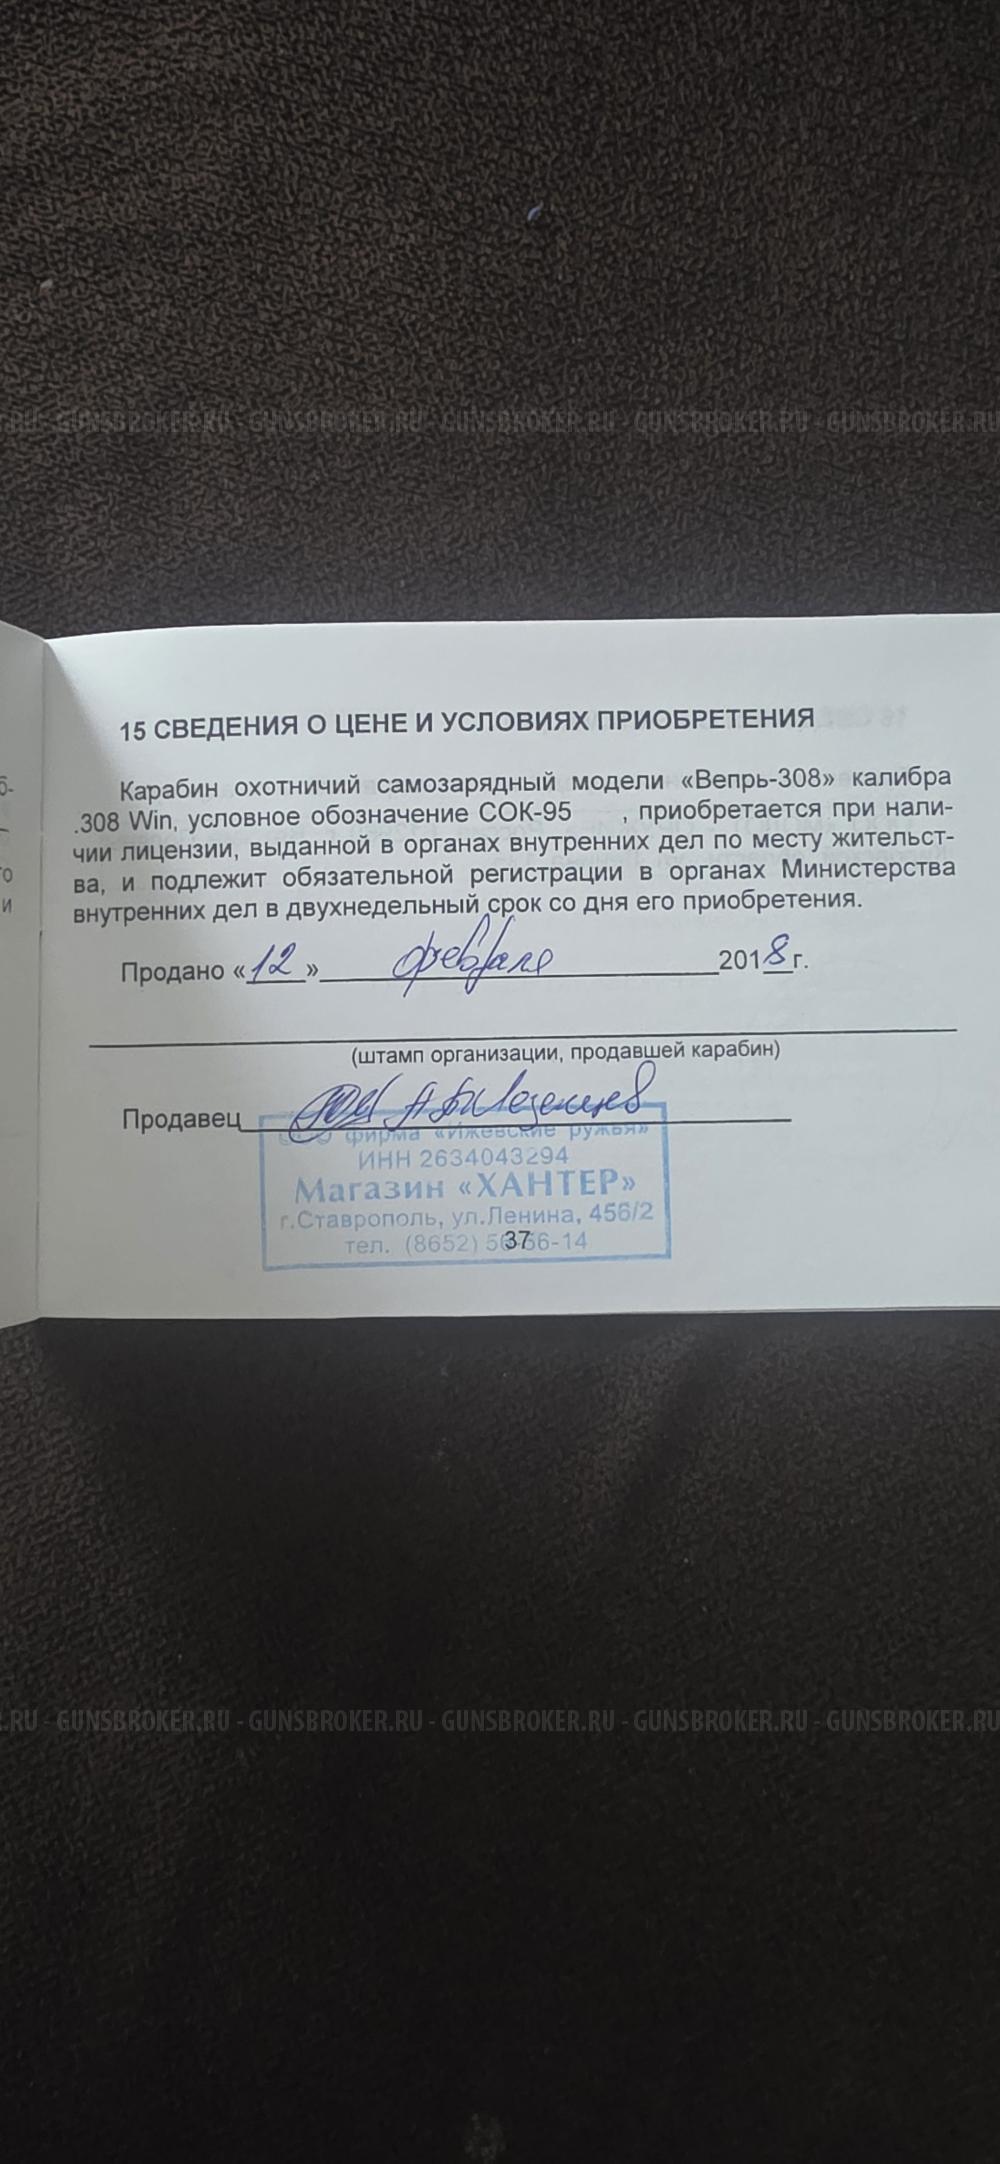 .RU - GUNSBROKER.RU - GUNSBROKER.RU - GUNSBROKER.RU - GUNSBROKER.RU - GUNSBROKER.RU
15 СВЕДЕНИЯ О ЦЕНЕ И УСЛОВИЯХ ПРИОБРЕТЕНИЯ
Карабин охотничий самозарядный модели «Вепрь-308» калибра
.308 Win, условное обозначение СОК-95 , приобретается при нали-
чии лицензии, выданной в органах внутренних дел по месту жительст-
ва, и подлежит обязательной регистрации в органах Министерства
внутренних дел в двухнедельный срок со дня его приобретения.
Продано «12» февраля 2018 г.
(штамп организации, продавшей карабин)
Продавец
фирма «Ижевские ружья»
ИНН 2634043294
Магазин «ХАНТЕР»
г.Ставрополь, ул.Ленина, 456/2
тел. (8652) 56-14
37
.RU - GUNSBROKER.RU - GUNSBROKER.RU - GUNSBROKER.RU - GUNSBROKER.RU - GUNSBROKER.RU